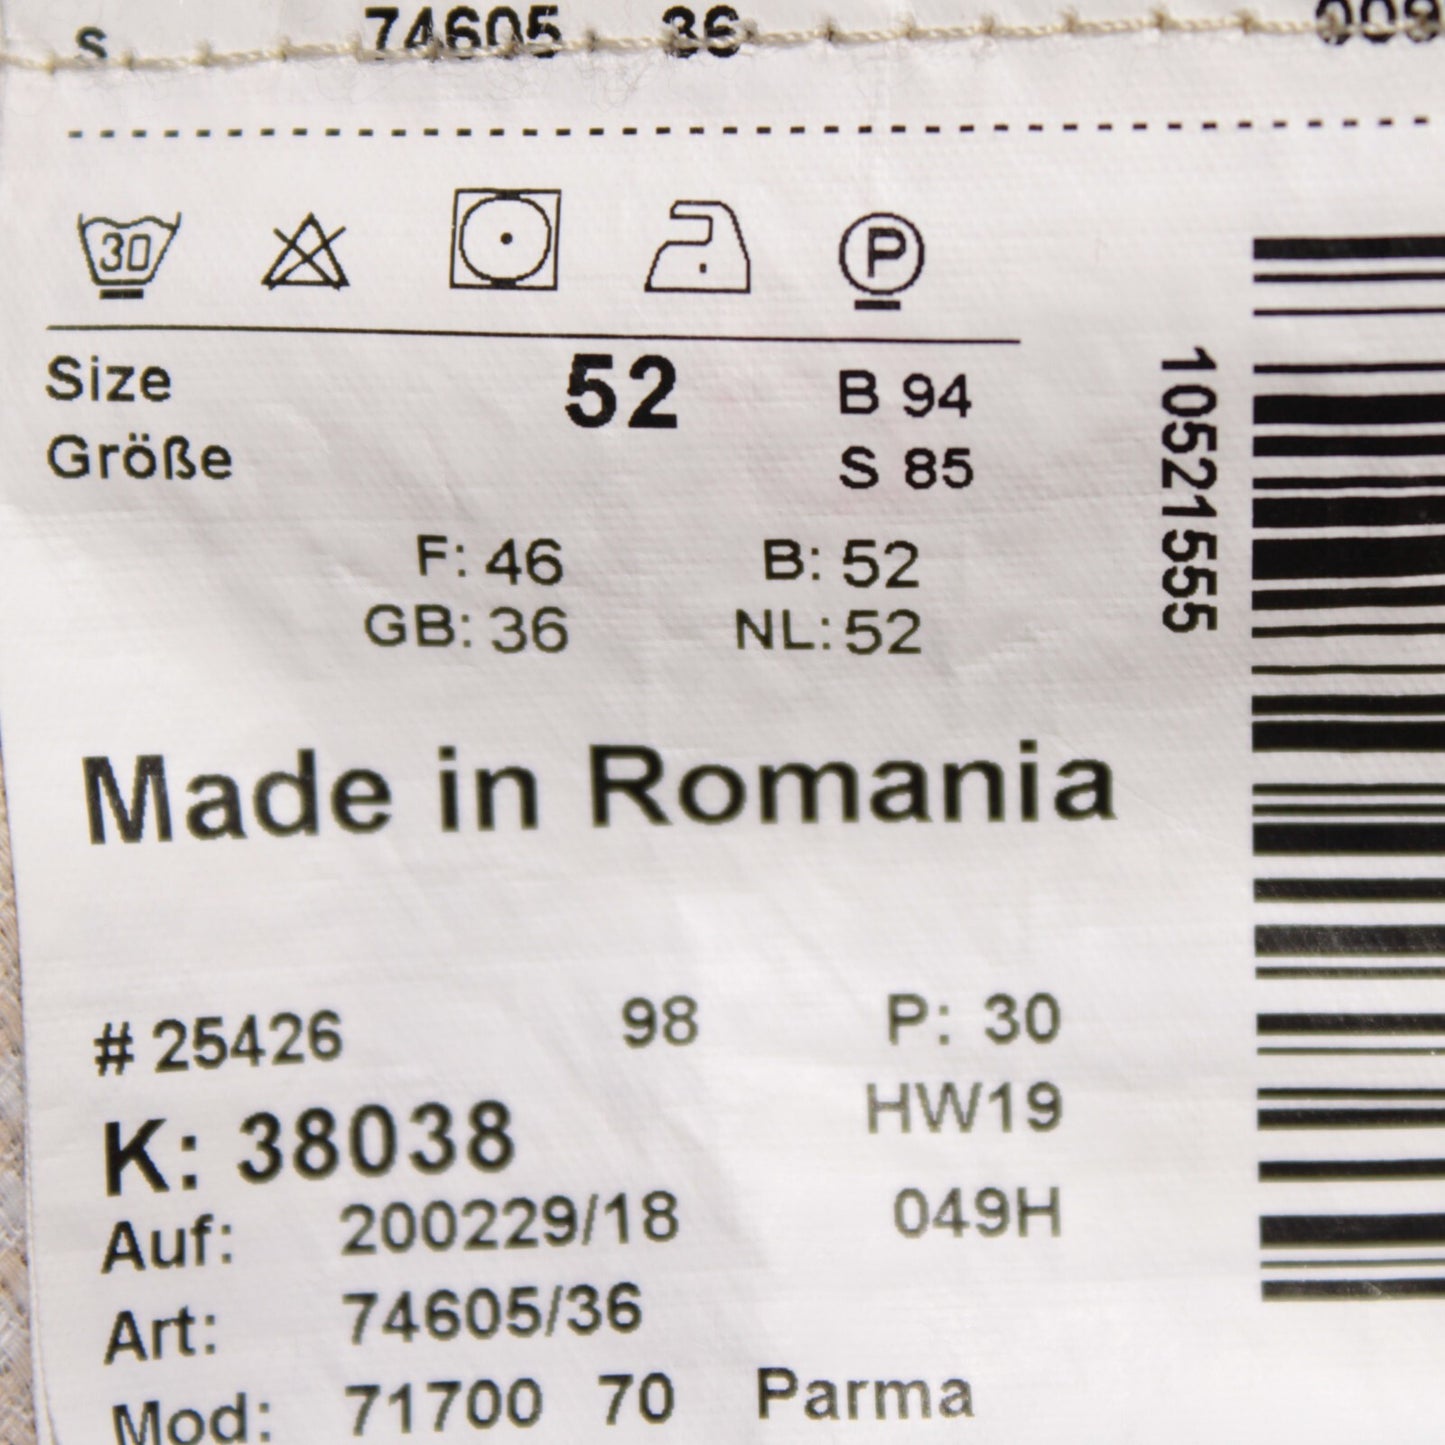 s 74605 36 008
30 P
Size 52 B 94
Größe S 85
F: 46 B: 52
GB: 36 NL: 52
10521555
Made in Romania
# 25426 98 P: 30
K: 38038 HW19
Auf: 200229/18 049H
Art: 74605/36
Mod: 71700 70 Parma